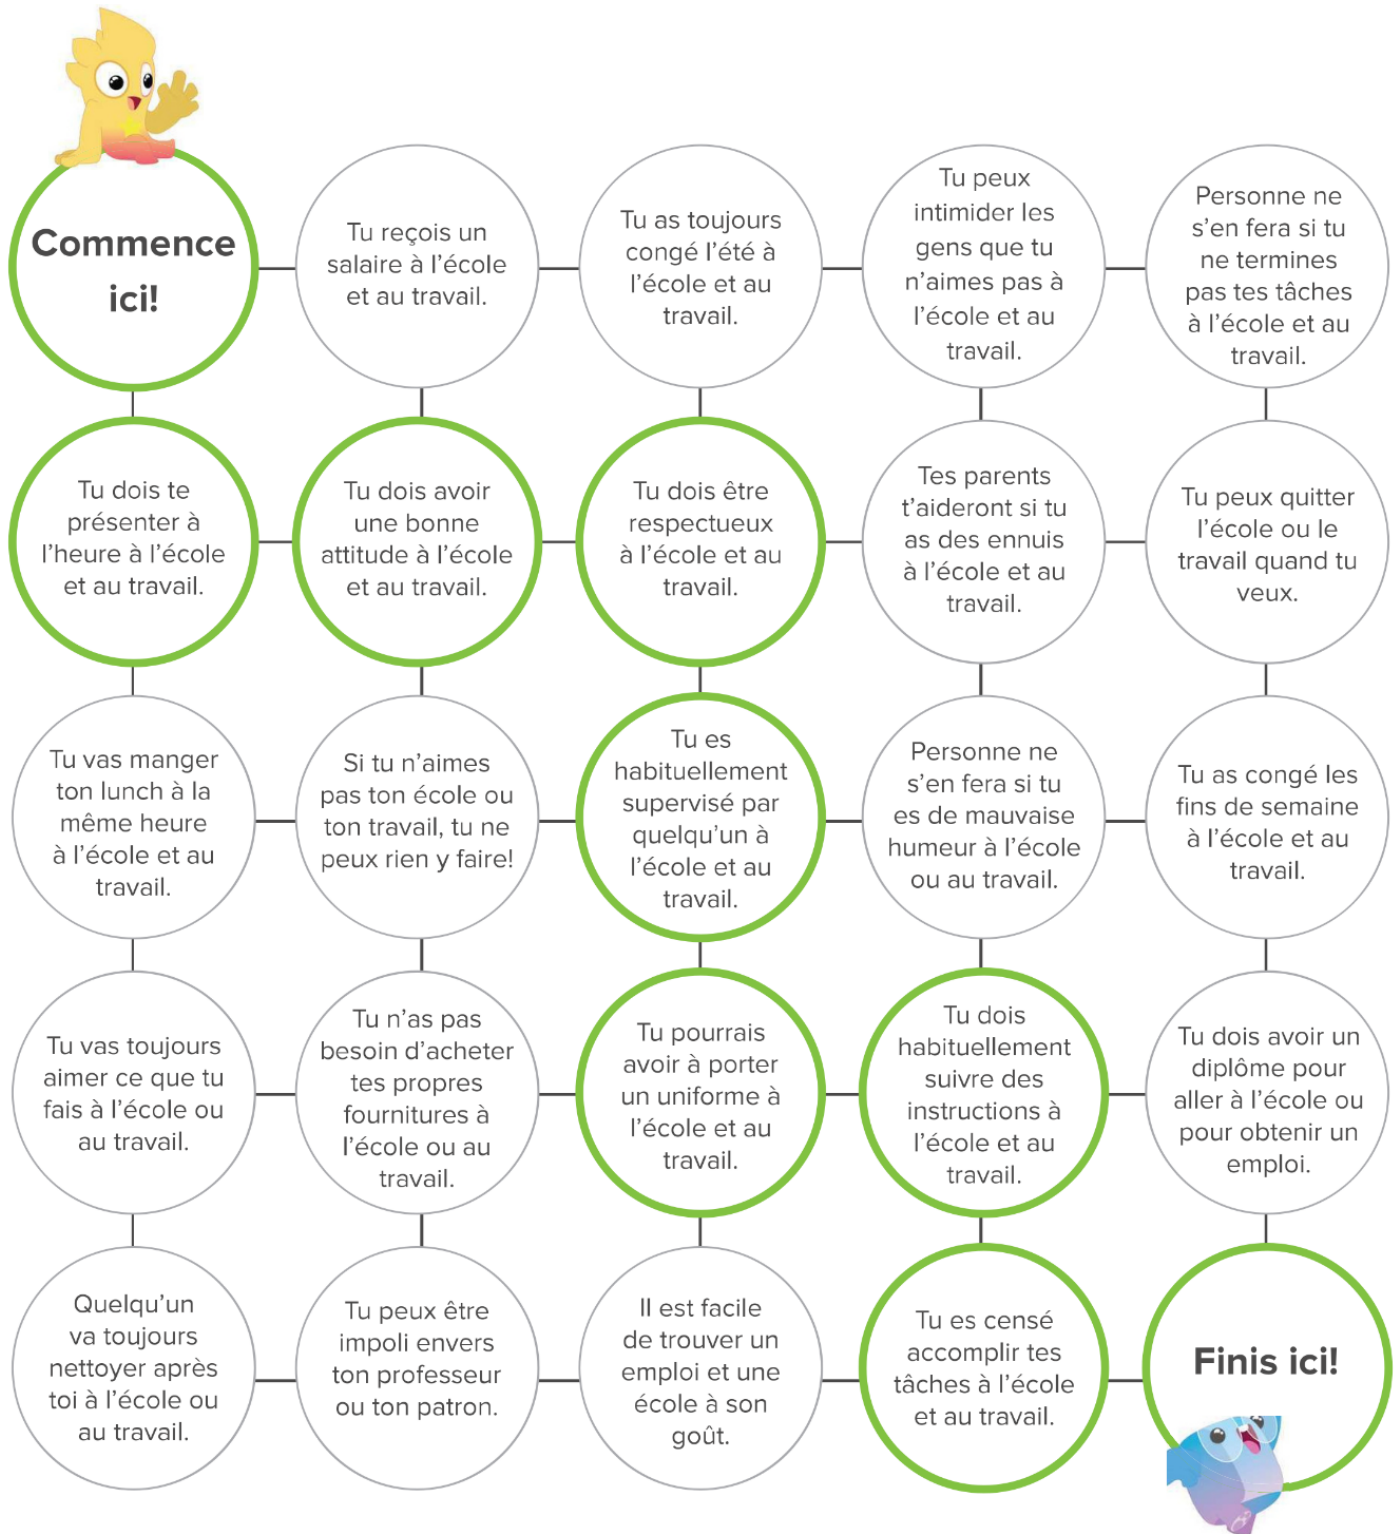 Commence
ici!
Tu reçois un
salaire à l'école
et au travail.
Tu as toujours
congé l'été à
l'école et au
travail.
Tu peux
intimider les
gens que tu
n'aimes pas à
l'école et au
travail.
Personne ne
s'en fera si tu
ne termines
pas tes tâches
à l'école et au
travail.
Tu dois te
présenter à
l'heure à l'école
et au travail.
Tu dois avoir
une bonne
attitude à l'école
et au travail.
Tu dois être
respectueux
à l'école et au
travail.
Tes parents
t'aideront si tu
as des ennuis
à l'école et au
travail.
Tu peux quitter
l'école ou le
travail quand tu
veux.
Tu vas manger
ton lunch à la
même heure
à l'école et au
travail.
Si tu n'aimes
pas ton école ou
ton travail, tu ne
peux rien y faire!
Tu es
habituellement
supervisé par
quelqu'un à
l'école et au
travail.
Personne ne
s'en fera si tu
es de mauvaise
humeur à l'école
ou au travail.
Tu as congé les
fins de semaine
à l'école et au
travail.
Tu vas toujours
aimer ce que tu
fais à l'école ou
au travail.
Tu n'as pas
besoin d'acheter
tes propres
fournitures à
l'école ou au
travail.
Tu pourrais
avoir à porter
un uniforme à
l'école et au
travail.
Tu dois
habituellement
suivre des
instructions à
l'école et au
travail.
Tu dois avoir un
diplôme pour
aller à l'école ou
pour obtenir un
emploi.
Quelqu'un
va toujours
nettoyer après
toi à l'école ou
au travail.
Tu peux être
impoli envers
ton professeur
ou ton patron.
Il est facile
de trouver un
emploi et une
école à son
goût.
Tu es censé
accomplir tes
tâches à l'école
et au travail.
Finis ici!